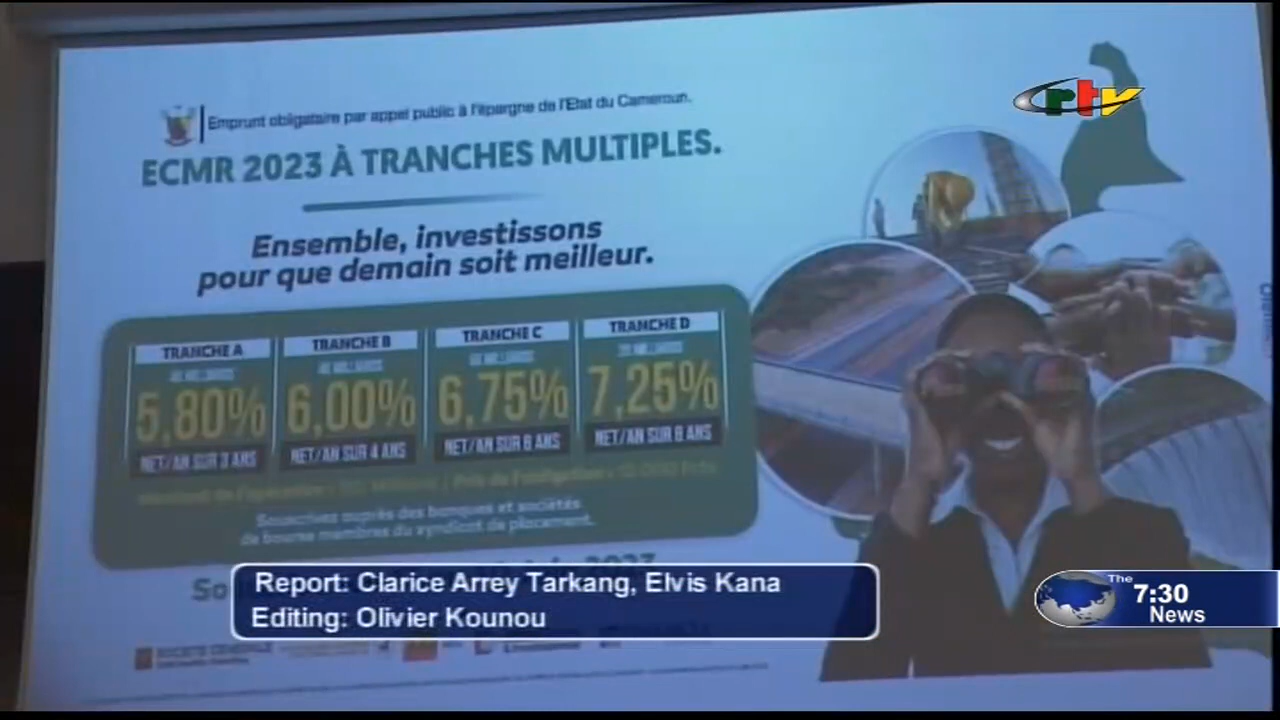 crtv
Emprunt obligataire par appel public à l'épargne de l'Etat du Cameroun.
ECMR 2023 À TRANCHES MULTIPLES.
Ensemble, investissons
pour que demain soit meilleur.
TRANCHE A
TRANCHE B
TRANCHE C
TRANCHE D
5,80%
6,00%
6,75%
7,25%
NET/AN SUR 3 ANS
NET/AN SUR 4 ANS
NET/AN SUR 6 ANS
NET/AN SUR 8 ANS
Souscrivez auprès des banques et sociétés
de bourse membres du syndicat de placement.
Report: Clarice Arrey Tarkang, Elvis Kana
Editing: Olivier Kounou
The
7:30
News
SOCIETE GENERALE